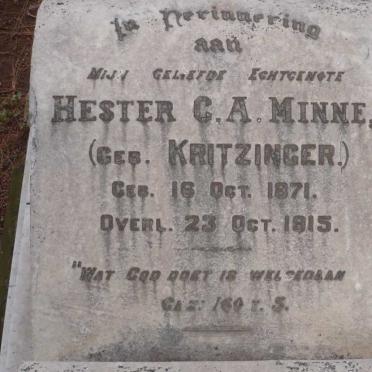 In Herinnering
aan
Mijn Geliefde Echtgenote
Hester C. A. Minne,
(Geb. Kritzinger.)
Geb. 16 Oct. 1871.
Overl. 23 Oct. 1915.
"Wat God doet is welgedaan
Gez: 160 v. 5.